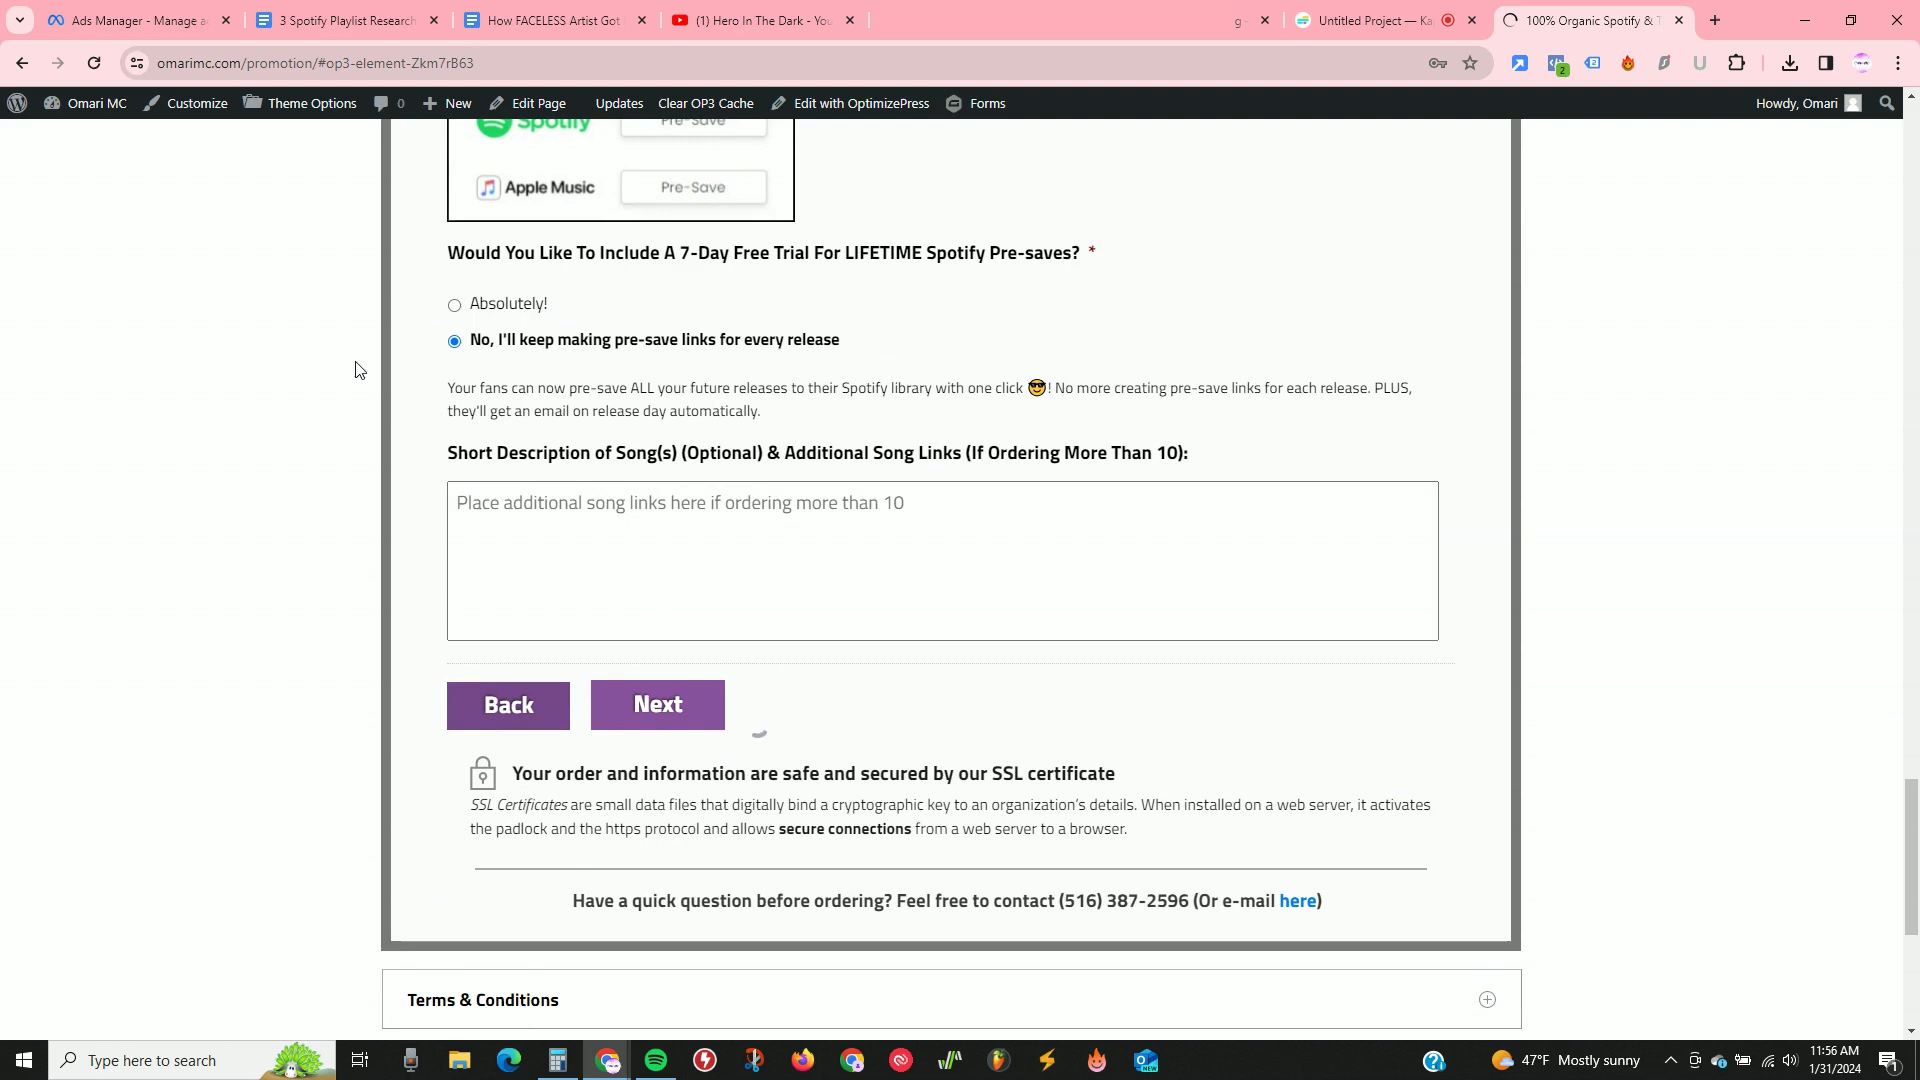 Ads Manager - Manage a
3 Spotify Playlist Research
How FACELESS Artist Got
(1) Hero In The Dark - You
g
Untitled Project — Ka
100% Organic Spotify & T
omarimc.com/promotion/#op3-element-Zkm7rB63
2
Omari MC
Customize
Theme Options
0
New
Edit Page
Updates
Clear OP3 Cache
Edit with OptimizePress
Forms
Howdy, Omari
Spotify
Pre-Save
Apple Music
Pre-Save
Would You Like To Include A 7-Day Free Trial For LIFETIME Spotify Pre-saves? *
Absolutely!
No, I'll keep making pre-save links for every release
Your fans can now pre-save ALL your future releases to their Spotify library with one click 😎! No more creating pre-save links for each release. PLUS,
they'll get an email on release day automatically.
Short Description of Song(s) (Optional) & Additional Song Links (If Ordering More Than 10):
Place additional song links here if ordering more than 10
Back
Next
Your order and information are safe and secured by our SSL certificate
SSL Certificates are small data files that digitally bind a cryptographic key to an organization's details. When installed on a web server, it activates
the padlock and the https protocol and allows secure connections from a web server to a browser.
Have a quick question before ordering? Feel free to contact (516) 387-2596 (Or e-mail here)
Terms & Conditions
Type here to search
47°F Mostly sunny
11:56 AM
1/31/2024
1